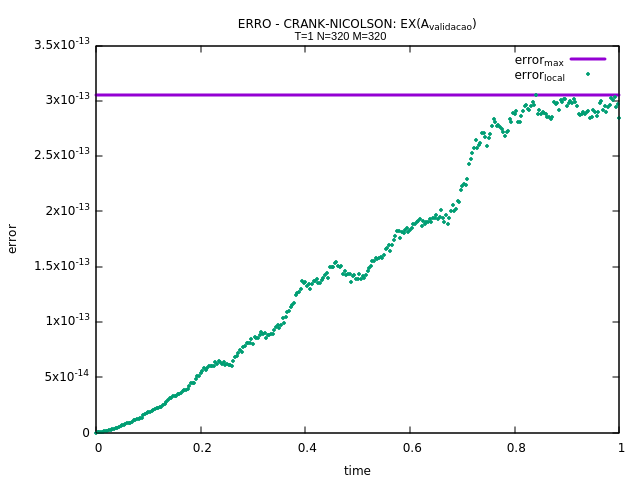 ERRO - CRANK-NICOLSON: EX(A_validacao)
T=1 N=320 M=320
3.5x10^-13
3x10^-13
2.5x10^-13
2x10^-13
1.5x10^-13
1x10^-13
5x10^-14
0
error
error_max
error_local
0 0.2 0.4 0.6 0.8 1
time